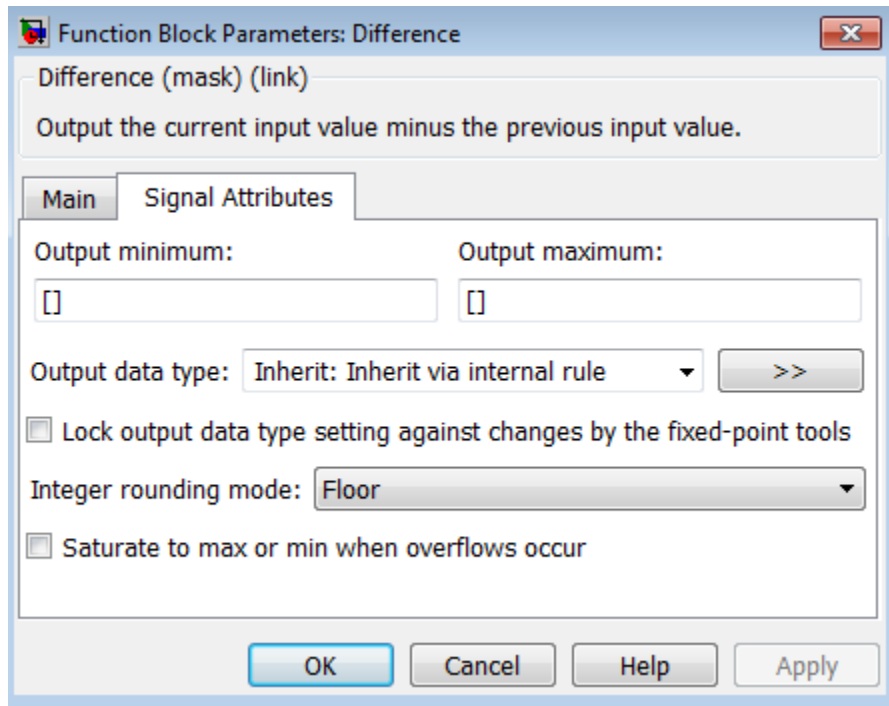 Function Block Parameters: Difference
Difference (mask) (link)
Output the current input value minus the previous input value.
Main Signal Attributes
Output minimum: Output maximum:
[] []
Output data type: Inherit: Inherit via internal rule >>
Lock output data type setting against changes by the fixed-point tools
Integer rounding mode: Floor
Saturate to max or min when overflows occur
OK Cancel Help Apply